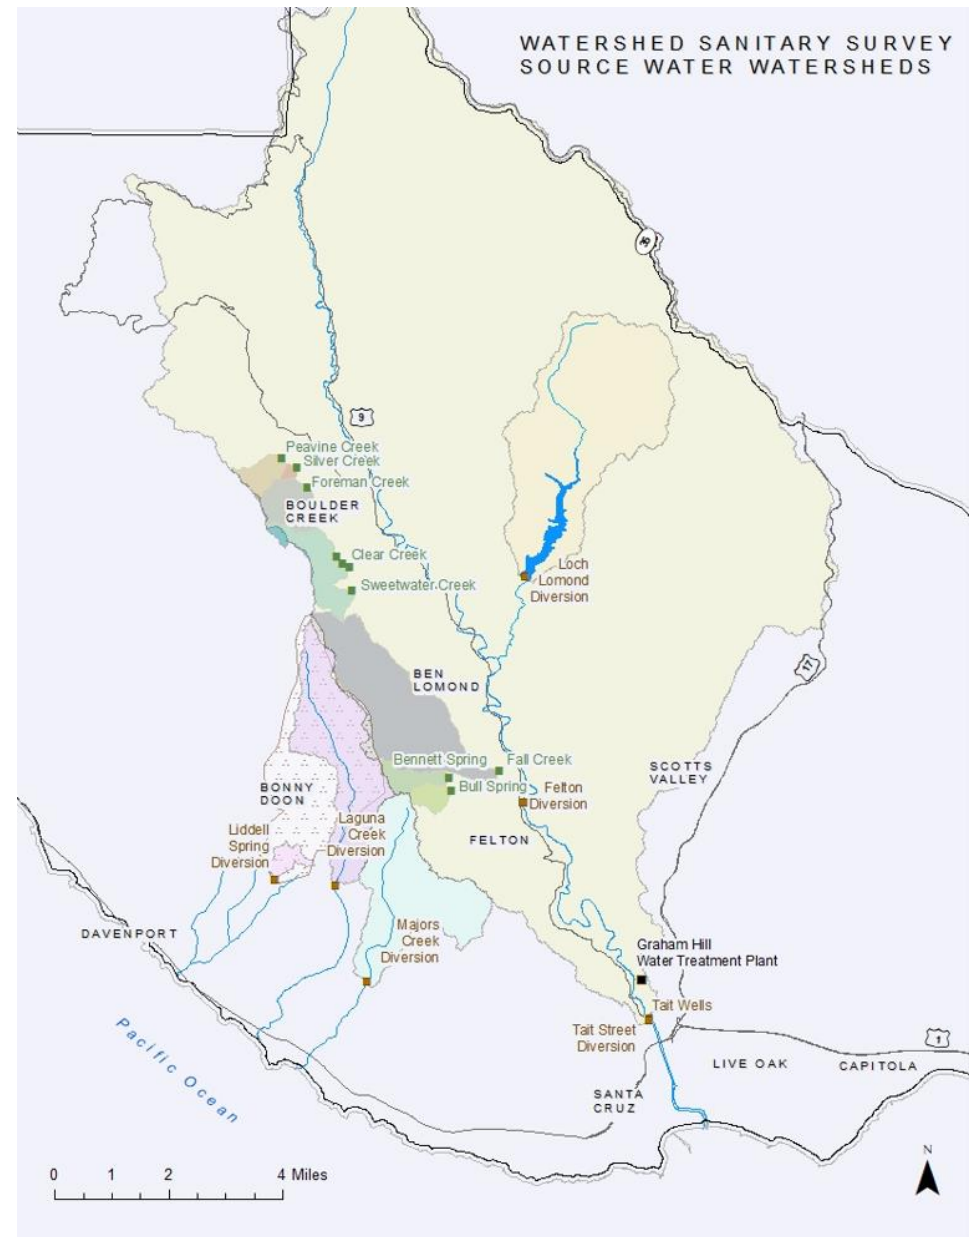 WATERSHED SANITARY SURVEY
SOURCE WATER WATERSHEDS
35
9
Peavine Creek
Silver Creek
Foreman Creek
BOULDER
CREEK
Clear Creek
Sweetwater Creek
Loch
Lomond
Diversion
17
BEN
LOMOND
Bennett Spring
Fall Creek
Bull Spring
Felton
Diversion
SCOTTS
VALLEY
BONNY
DOON
Liddell
Spring
Diversion
Laguna
Creek
Diversion
FELTON
Majors
Creek
Diversion
DAVENPORT
Graham Hill
Water Treatment Plant
Tait Wells
Tait Street
Diversion
1
LIVE OAK
CAPITOLA
SANTA
CRUZ
Pacific Ocean
N
0 1 2 4 Miles